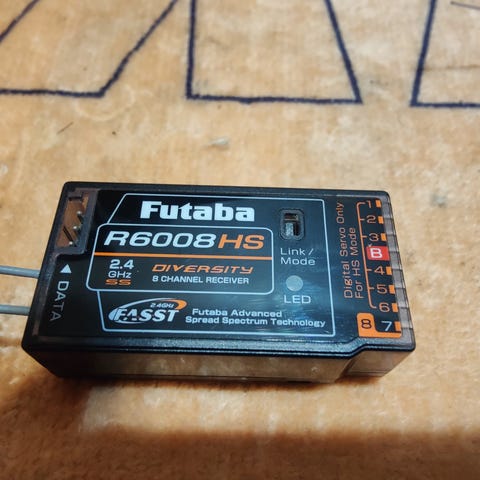 Futaba
R6008HS
2.4
GHz
SS
DIVERSITY
8 CHANNEL RECEIVER
2.4GHz
FASST
Futaba Advanced
Spread Spectrum Technology
Link/
Mode
LED
◀ DATA
Digital Servo Only
For HS Mode
1
2
3
B
4
5
6
8 7